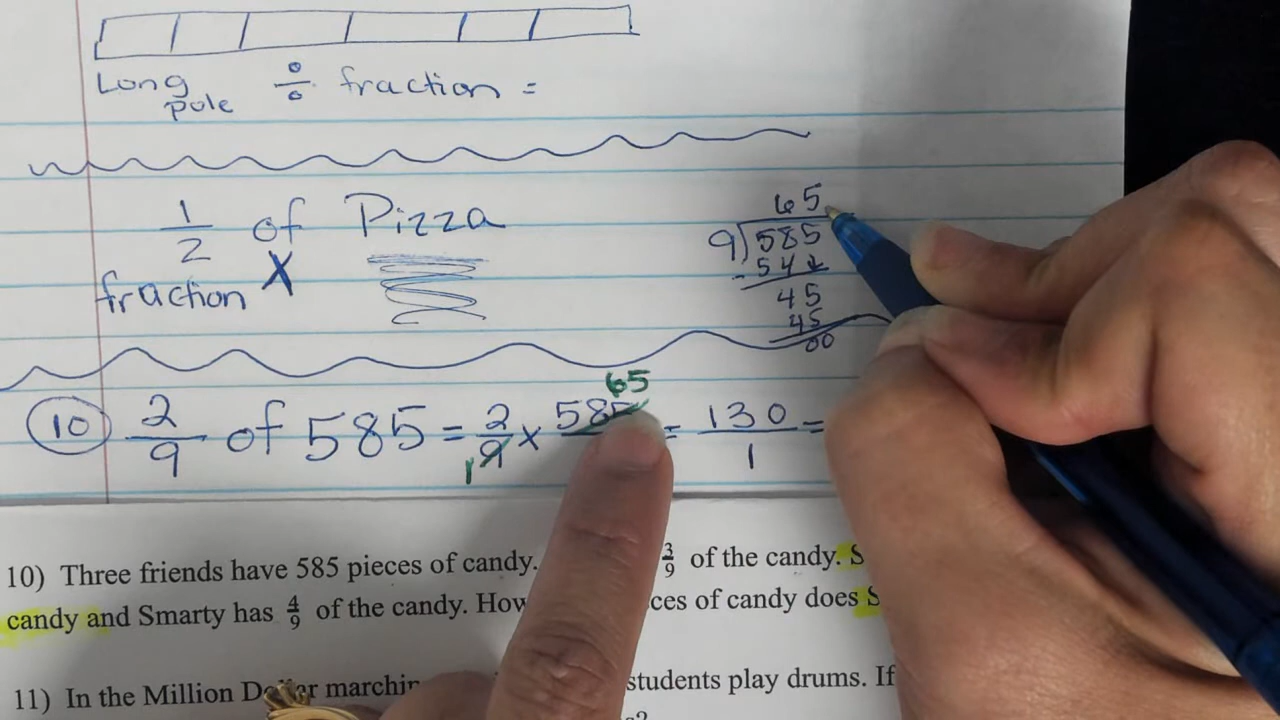 Long pole ÷ fraction =
1/2 of Pizza
fraction X
65
9)585
- 54↓
45
45
00
65
10 2/9 of 585 = 2/9 x 585 = 130/1 =
1
10) Three friends have 585 pieces of candy. 3/9 of the candy.
candy and Smarty has 4/9 of the candy. of candy does
11) In the Million students play drums. If